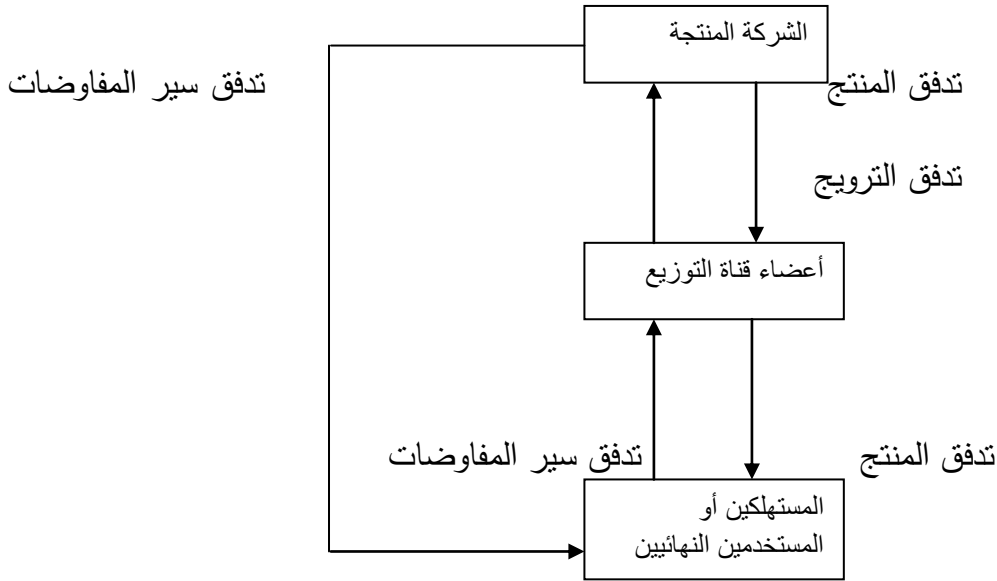 الشركة المنتجة
تدفق المنتج
تدفق سير المفاوضات
تدفق الترويج
أعضاء قناة التوزيع
تدفق المنتج
تدفق سير المفاوضات
المستهلكين أو
المستخدمين النهائيين